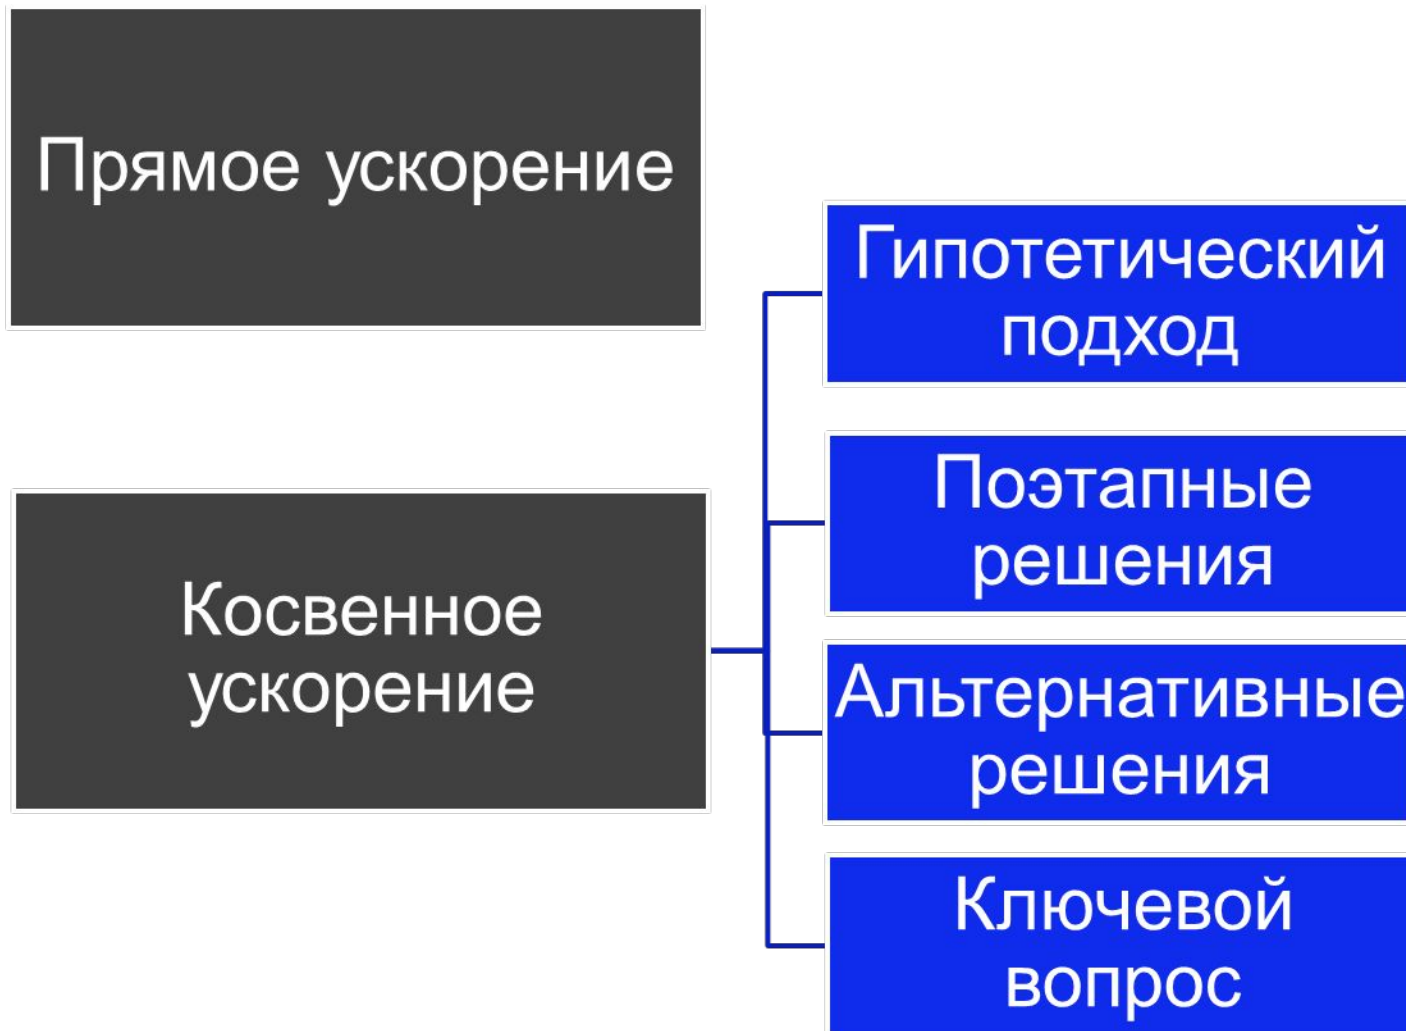 Прямое ускорение
Гипотетический
подход
Поэтапные
решения
Косвенное
ускорение
Альтернативные
решения
Ключевой
вопрос